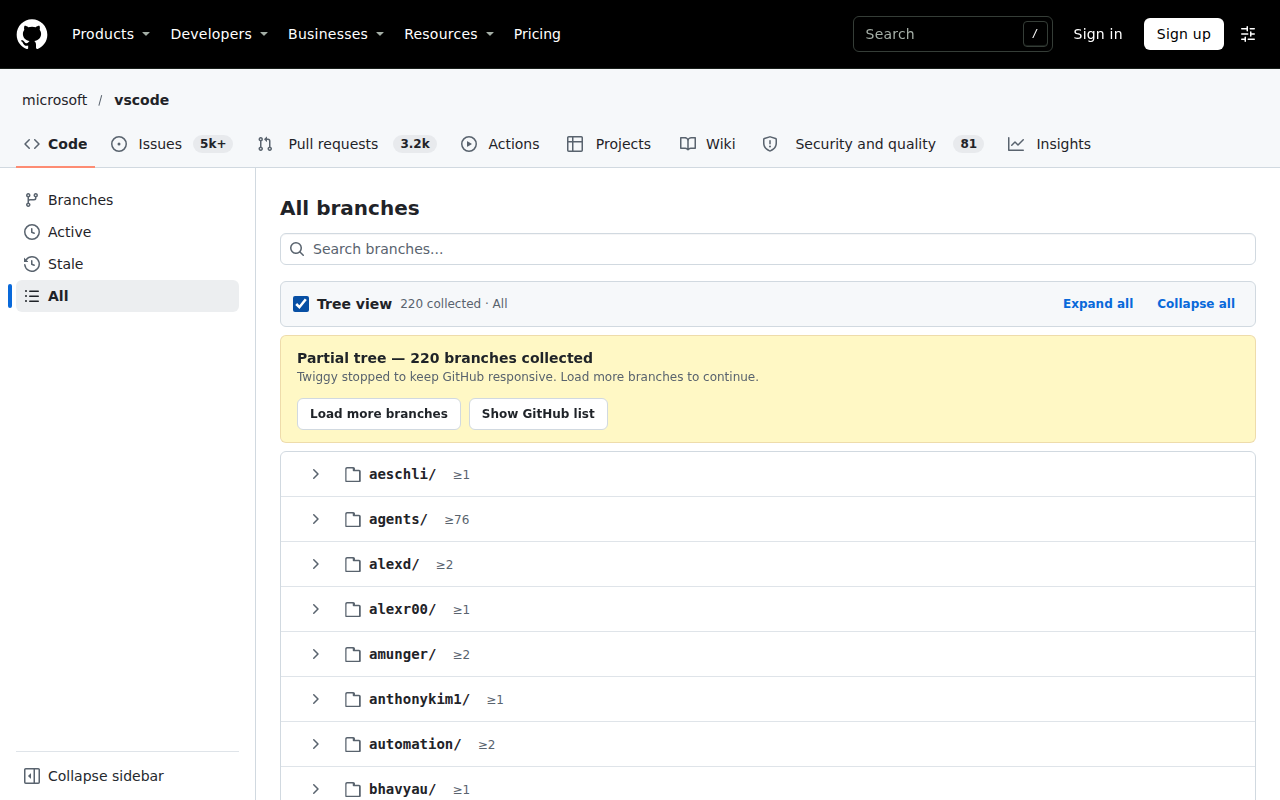 Products Developers Businesses Resources Pricing Search / Sign in Sign up
microsoft / vscode
Code Issues 5k+ Pull requests 3.2k Actions Projects Wiki Security and quality 81 Insights
Branches
Active
Stale
All
Collapse sidebar
All branches
Search branches...
Tree view 220 collected · All Expand all Collapse all
Partial tree — 220 branches collected
Twiggy stopped to keep GitHub responsive. Load more branches to continue.
Load more branches Show GitHub list
aeschli/ ≥1
agents/ ≥76
alexd/ ≥2
alexr00/ ≥1
amunger/ ≥2
anthonykim1/ ≥1
automation/ ≥2
bhavyau/ ≥1